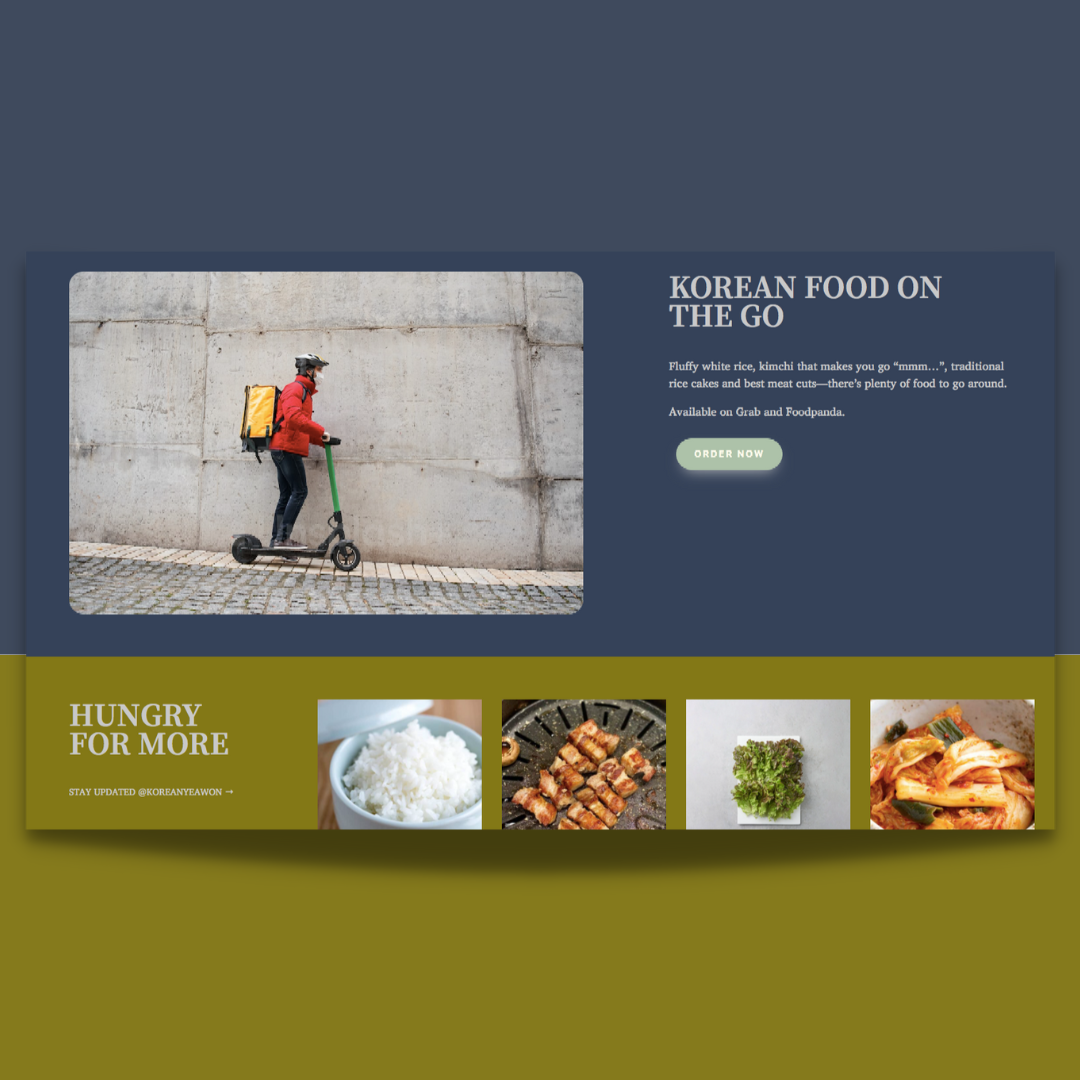 KOREAN FOOD ON
THE GO
Fluffy white rice, kimchi that makes you go “mmm…”, traditional
rice cakes and best meat cuts—there’s plenty of food to go around.
Available on Grab and Foodpanda.
ORDER NOW
HUNGRY
FOR MORE
STAY UPDATED @KOREANYEAWON →